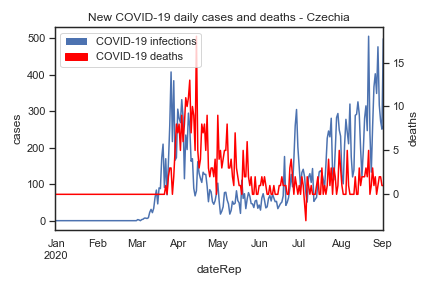 New COVID-19 daily cases and deaths - Czechia
COVID-19 infections
COVID-19 deaths
500
400
300
200
100
0
cases
15
10
5
0
deaths
Jan Feb Mar Apr May Jun Jul Aug Sep
2020
dateRep